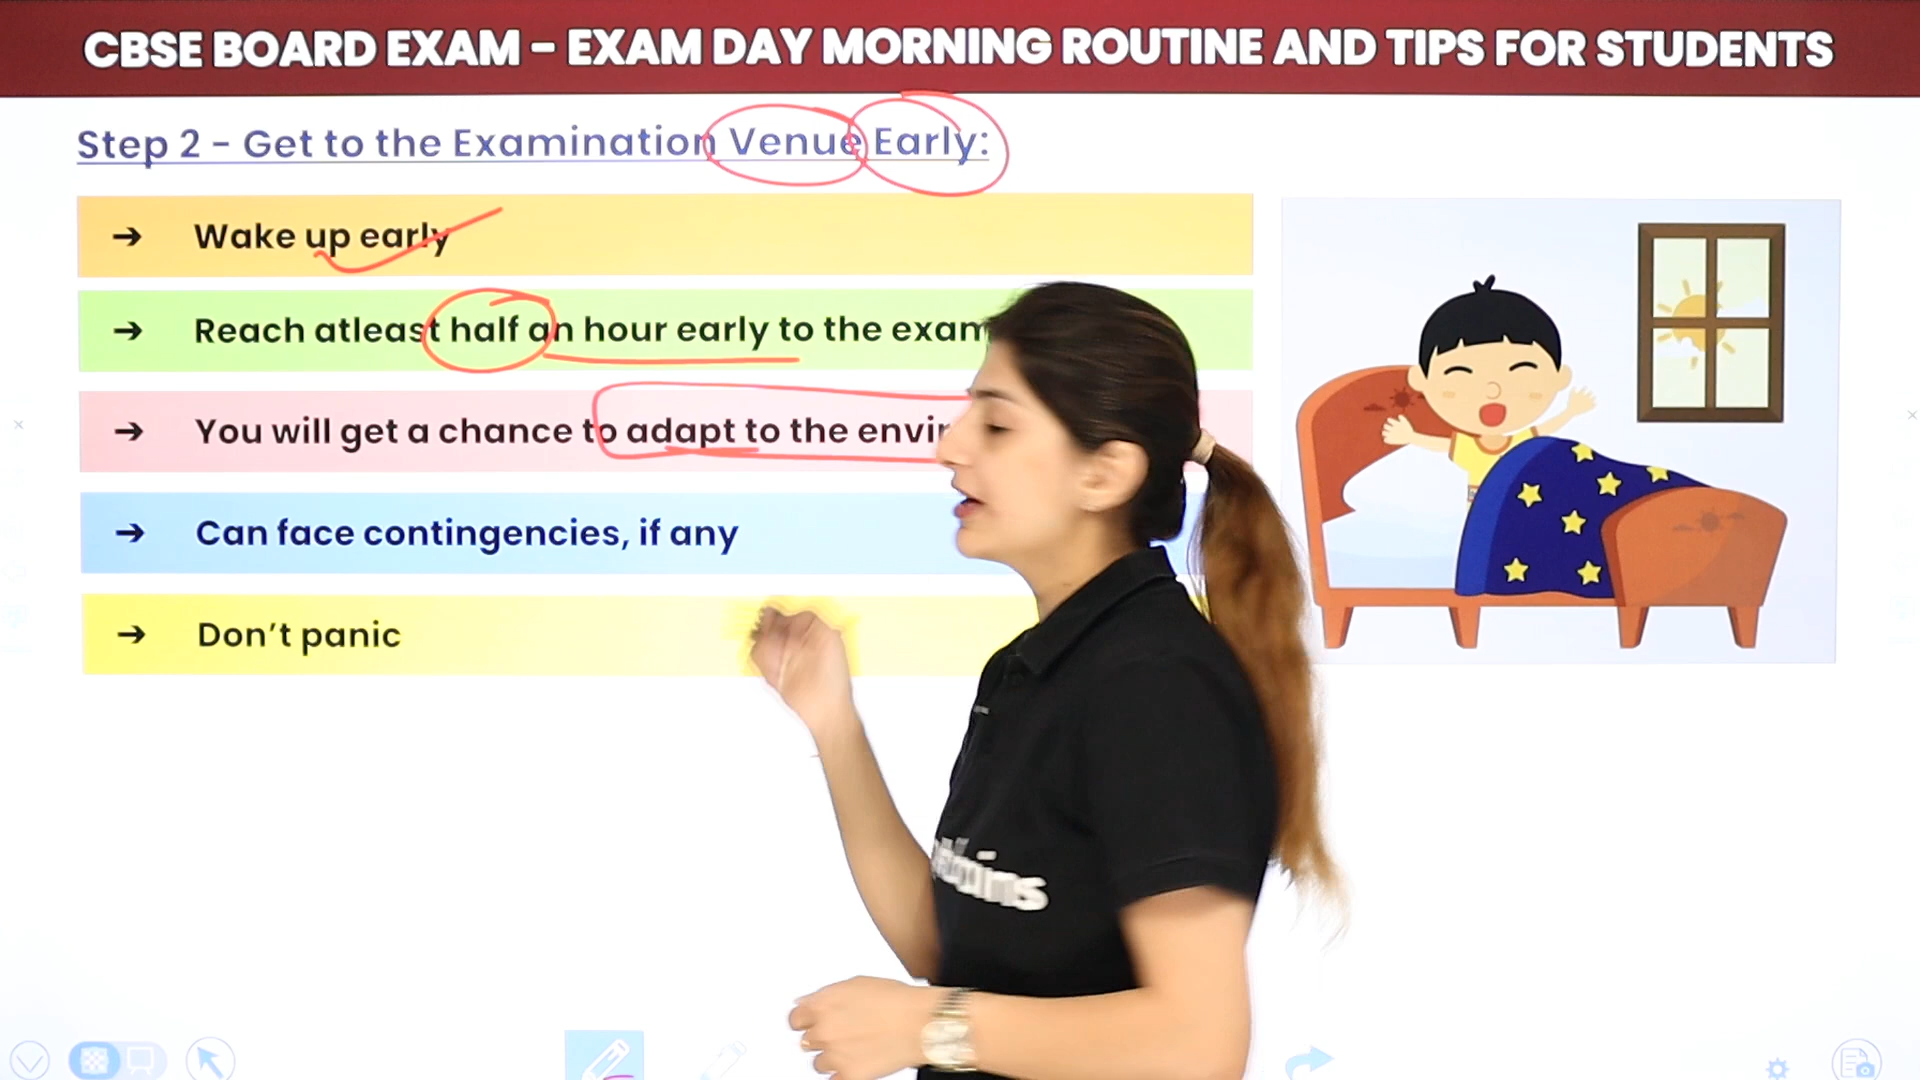 CBSE BOARD EXAM – EXAM DAY MORNING ROUTINE AND TIPS FOR STUDENTS
Step 2 - Get to the Examination Venue Early:
➔ Wake up early
➔ Reach atleast half an hour early to the exam
➔ You will get a chance to adapt to the
➔ Can face contingencies, if any
➔ Don't panic